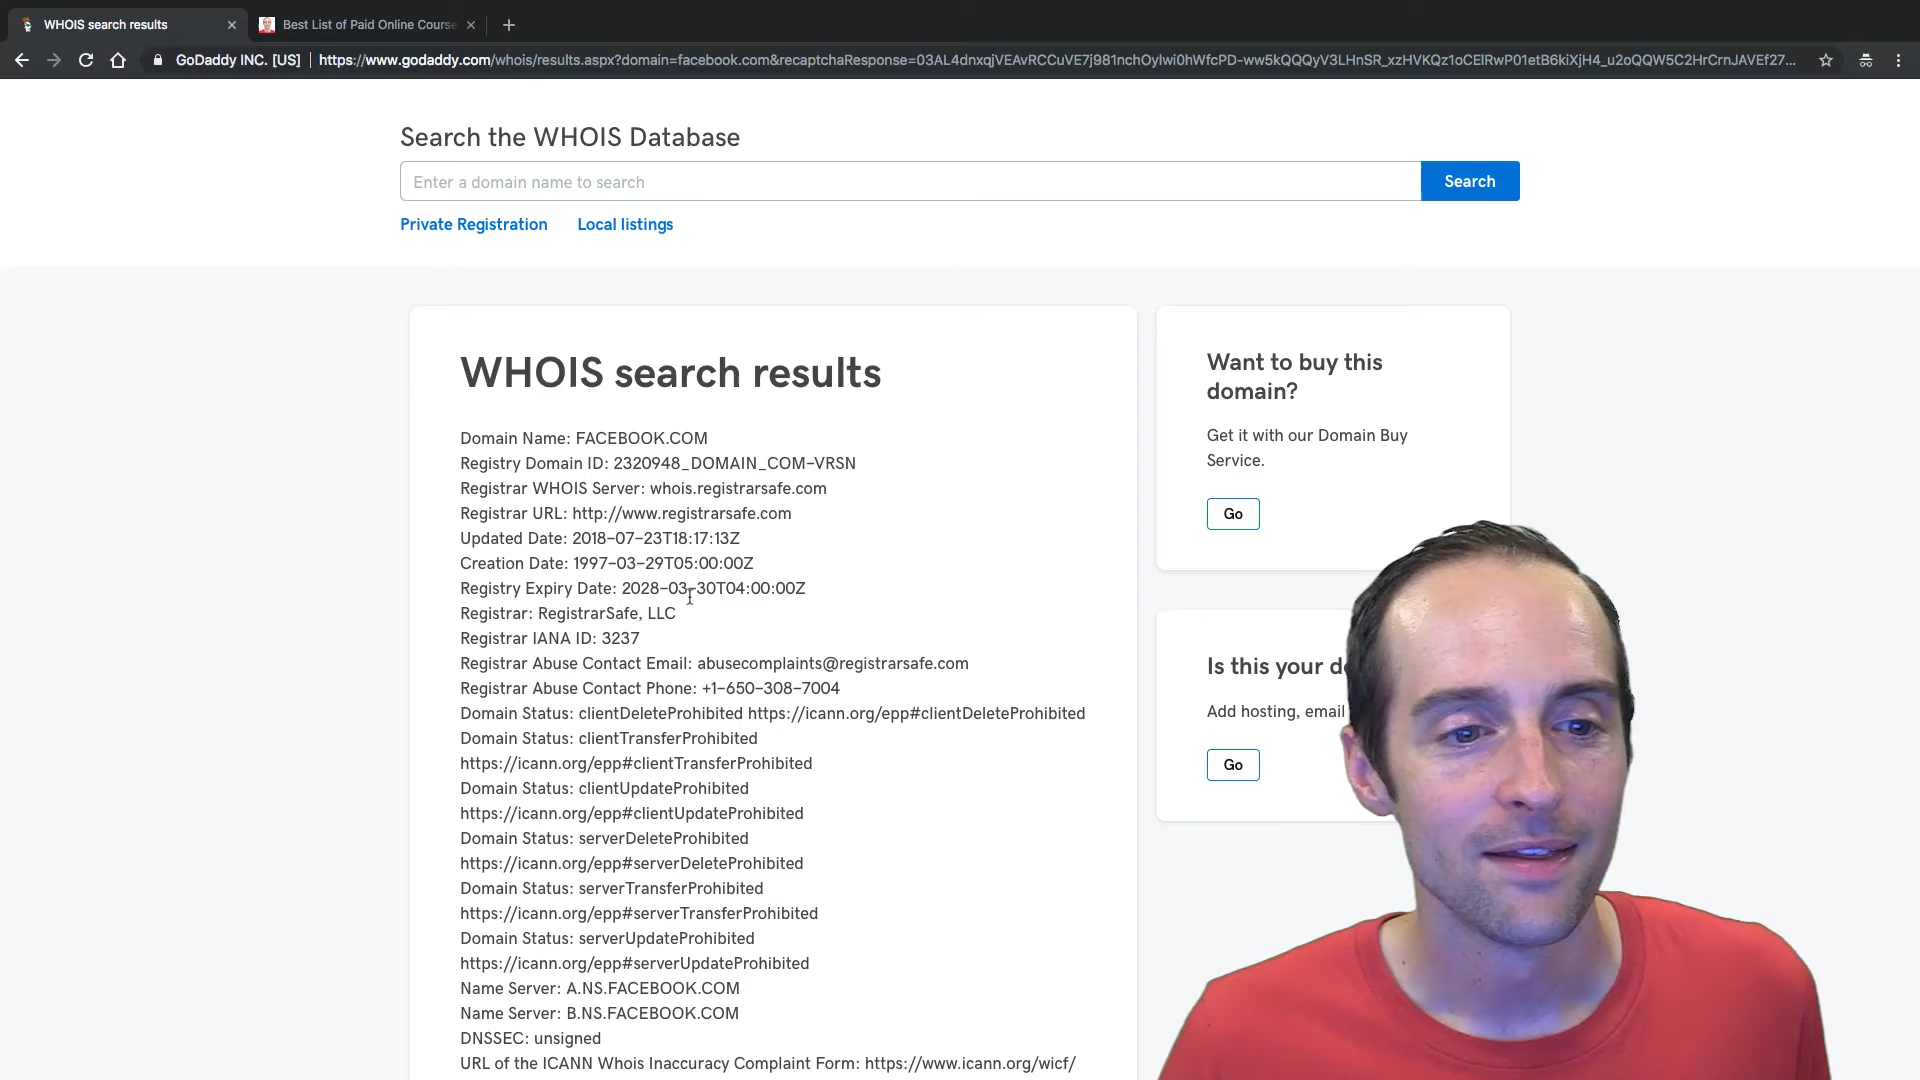 WHOIS search results
Best List of Paid Online Course
GoDaddy INC. [US]
https://www.godaddy.com/whois/results.aspx?domain=facebook.com&recaptchaResponse=03AL4dnxqjVEAvRCCuVE7j981nchOyIwi0hWfcPD-ww5kQQQyV3LHnSR_xzHVKQz1oCElRwP01etB6kiXjH4_u2oQQW5C2HrCrnJAVEf27...
Search the WHOIS Database
Enter a domain name to search
Search
Private Registration
Local listings
WHOIS search results
Domain Name: FACEBOOK.COM
Registry Domain ID: 2320948_DOMAIN_COM-VRSN
Registrar WHOIS Server: whois.registrarsafe.com
Registrar URL: http://www.registrarsafe.com
Updated Date: 2018-07-23T18:17:13Z
Creation Date: 1997-03-29T05:00:00Z
Registry Expiry Date: 2028-03-30T04:00:00Z
Registrar: RegistrarSafe, LLC
Registrar IANA ID: 3237
Registrar Abuse Contact Email: abusecomplaints@registrarsafe.com
Registrar Abuse Contact Phone: +1-650-308-7004
Domain Status: clientDeleteProhibited https://icann.org/epp#clientDeleteProhibited
Domain Status: clientTransferProhibited
https://icann.org/epp#clientTransferProhibited
Domain Status: clientUpdateProhibited
https://icann.org/epp#clientUpdateProhibited
Domain Status: serverDeleteProhibited
https://icann.org/epp#serverDeleteProhibited
Domain Status: serverTransferProhibited
https://icann.org/epp#serverTransferProhibited
Domain Status: serverUpdateProhibited
https://icann.org/epp#serverUpdateProhibited
Name Server: A.NS.FACEBOOK.COM
Name Server: B.NS.FACEBOOK.COM
DNSSEC: unsigned
URL of the ICANN Whois Inaccuracy Complaint Form: https://www.icann.org/wicf/
Want to buy this
domain?
Get it with our Domain Buy
Service.
Go
Is this your d
Add hosting, email
Go